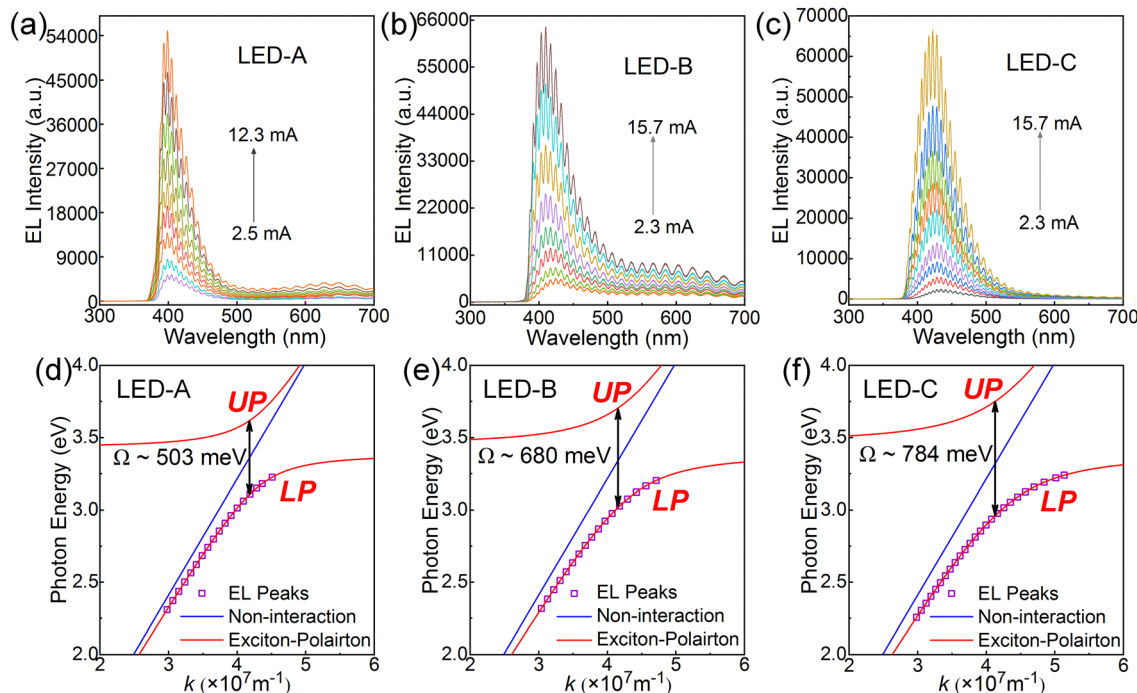 (a)
LED-A
12.3 mA
2.5 mA
EL Intensity (a.u.)
54000
45000
36000
27000
18000
9000
0
300 400 500 600 700
Wavelength (nm)
(b)
LED-B
15.7 mA
2.3 mA
EL Intensity (a.u.)
66000
55000
44000
33000
22000
11000
0
300 400 500 600 700
Wavelength (nm)
(c)
LED-C
15.7 mA
2.3 mA
EL Intensity (a.u.)
70000
60000
50000
40000
30000
20000
10000
0
300 400 500 600 700
Wavelength (nm)
(d)
LED-A
UP
Ω ~ 503 meV
LP
EL Peaks
Non-interaction
Exciton-Polairton
Photon Energy (eV)
4.0
3.5
3.0
2.5
2.0
2 3 4 5 6
k (×10⁷m⁻¹)
(e)
LED-B
UP
Ω ~ 680 meV
LP
EL Peaks
Non-interaction
Exciton-Polairton
Photon Energy (eV)
4.0
3.5
3.0
2.5
2.0
2 3 4 5 6
k (×10⁷m⁻¹)
(f)
LED-C
UP
Ω ~ 784 meV
LP
EL Peaks
Non-interaction
Exciton-Polairton
Photon Energy (eV)
4.0
3.5
3.0
2.5
2.0
2 3 4 5 6
k (×10⁷m⁻¹)